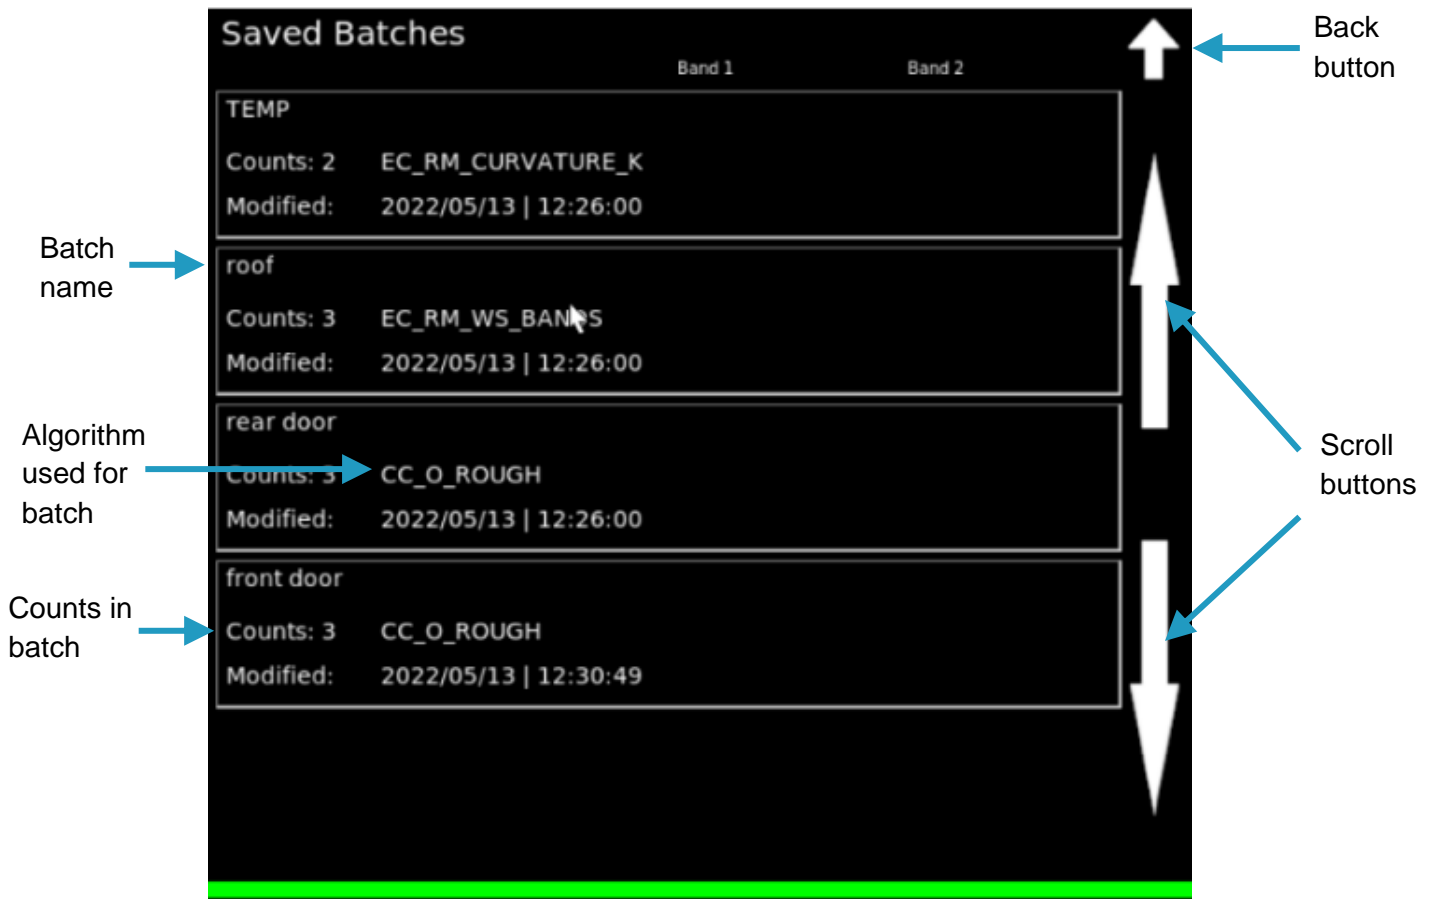 Saved Batches
Band 1 Band 2
Back
button
TEMP
Counts: 2 EC_RM_CURVATURE_K
Modified: 2022/05/13 | 12:26:00
Batch
name
roof
Counts: 3 EC_RM_WS_BANDS
Modified: 2022/05/13 | 12:26:00
Algorithm
used for
batch
rear door
Counts: 3 CC_O_ROUGH
Modified: 2022/05/13 | 12:26:00
Scroll
buttons
Counts in
batch
front door
Counts: 3 CC_O_ROUGH
Modified: 2022/05/13 | 12:30:49